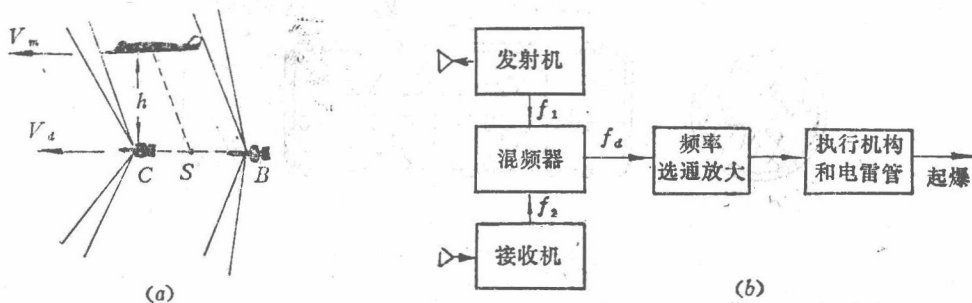 V_m
h
V_d
C
S
B
(a)
发射机
f_1
混频器
f_d
频率
选通放大
执行机构
和电雷管
起爆
f_2
接收机
(b)